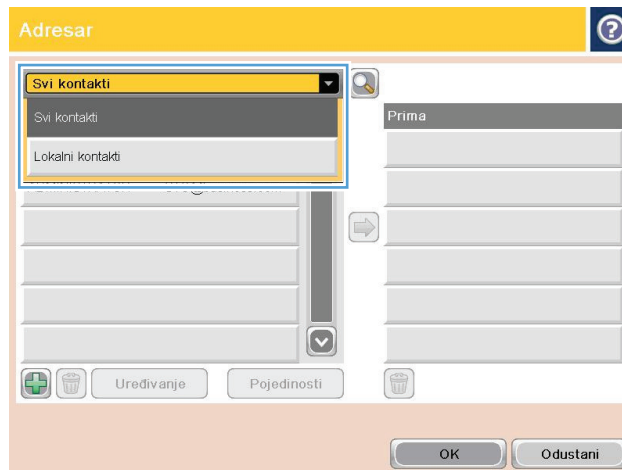 Adresar
?
Svi kontakti
Svi kontakti
Prima
Lokalni kontakti
Uređivanje
Pojedinosti
OK
Odustani